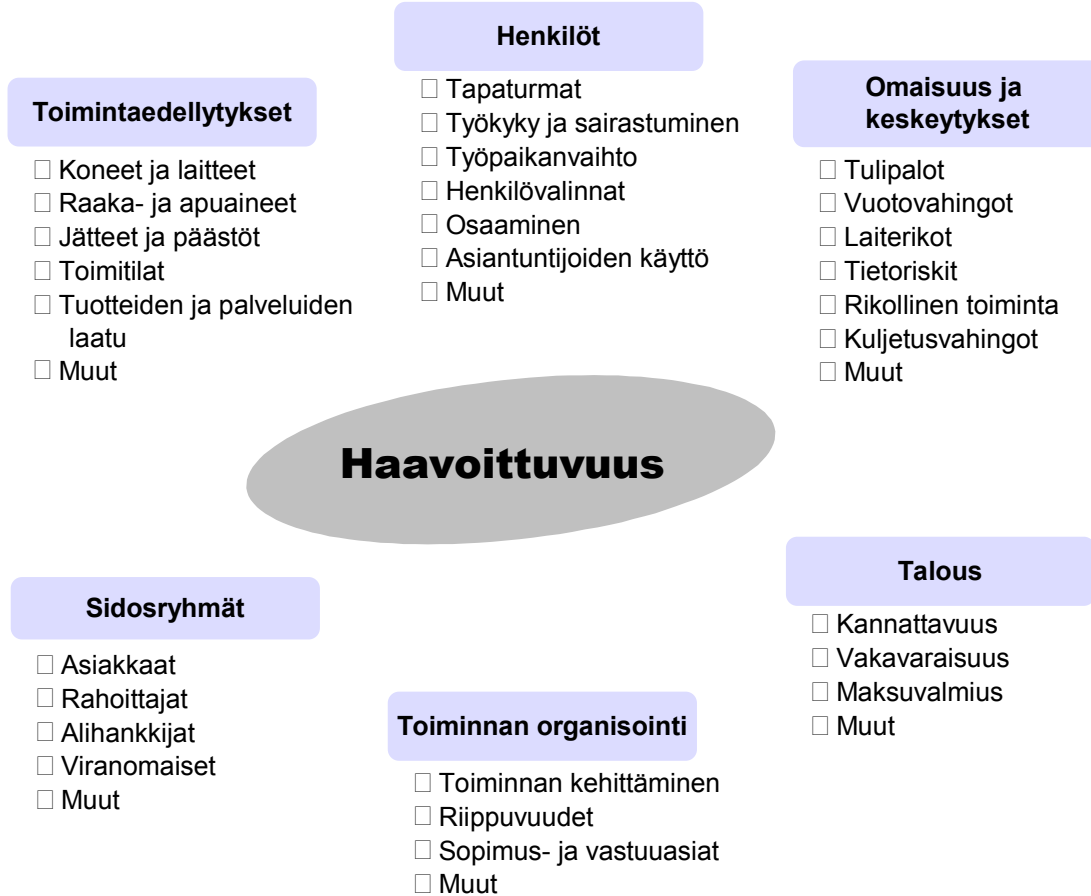 Henkilöt
☐ Tapaturmat
☐ Työkyky ja sairastuminen
☐ Työpaikanvaihto
☐ Henkilövalinnat
☐ Osaaminen
☐ Asiantuntijoiden käyttö
☐ Muut
Toimintaedellytykset
☐ Koneet ja laitteet
☐ Raaka- ja apuaineet
☐ Jätteet ja päästöt
☐ Toimitilat
☐ Tuotteiden ja palveluiden
laatu
☐ Muut
Omaisuus ja
keskeytykset
☐ Tulipalot
☐ Vuotovahingot
☐ Laiterikot
☐ Tietoriskit
☐ Rikollinen toiminta
☐ Kuljetusvahingot
☐ Muut
Haavoittuvuus
Sidosryhmät
☐ Asiakkaat
☐ Rahoittajat
☐ Alihankkijat
☐ Viranomaiset
☐ Muut
Toiminnan organisointi
☐ Toiminnan kehittäminen
☐ Riippuvuudet
☐ Sopimus- ja vastuuasiat
☐ Muut
Talous
☐ Kannattavuus
☐ Vakavaraisuus
☐ Maksuvalmius
☐ Muut